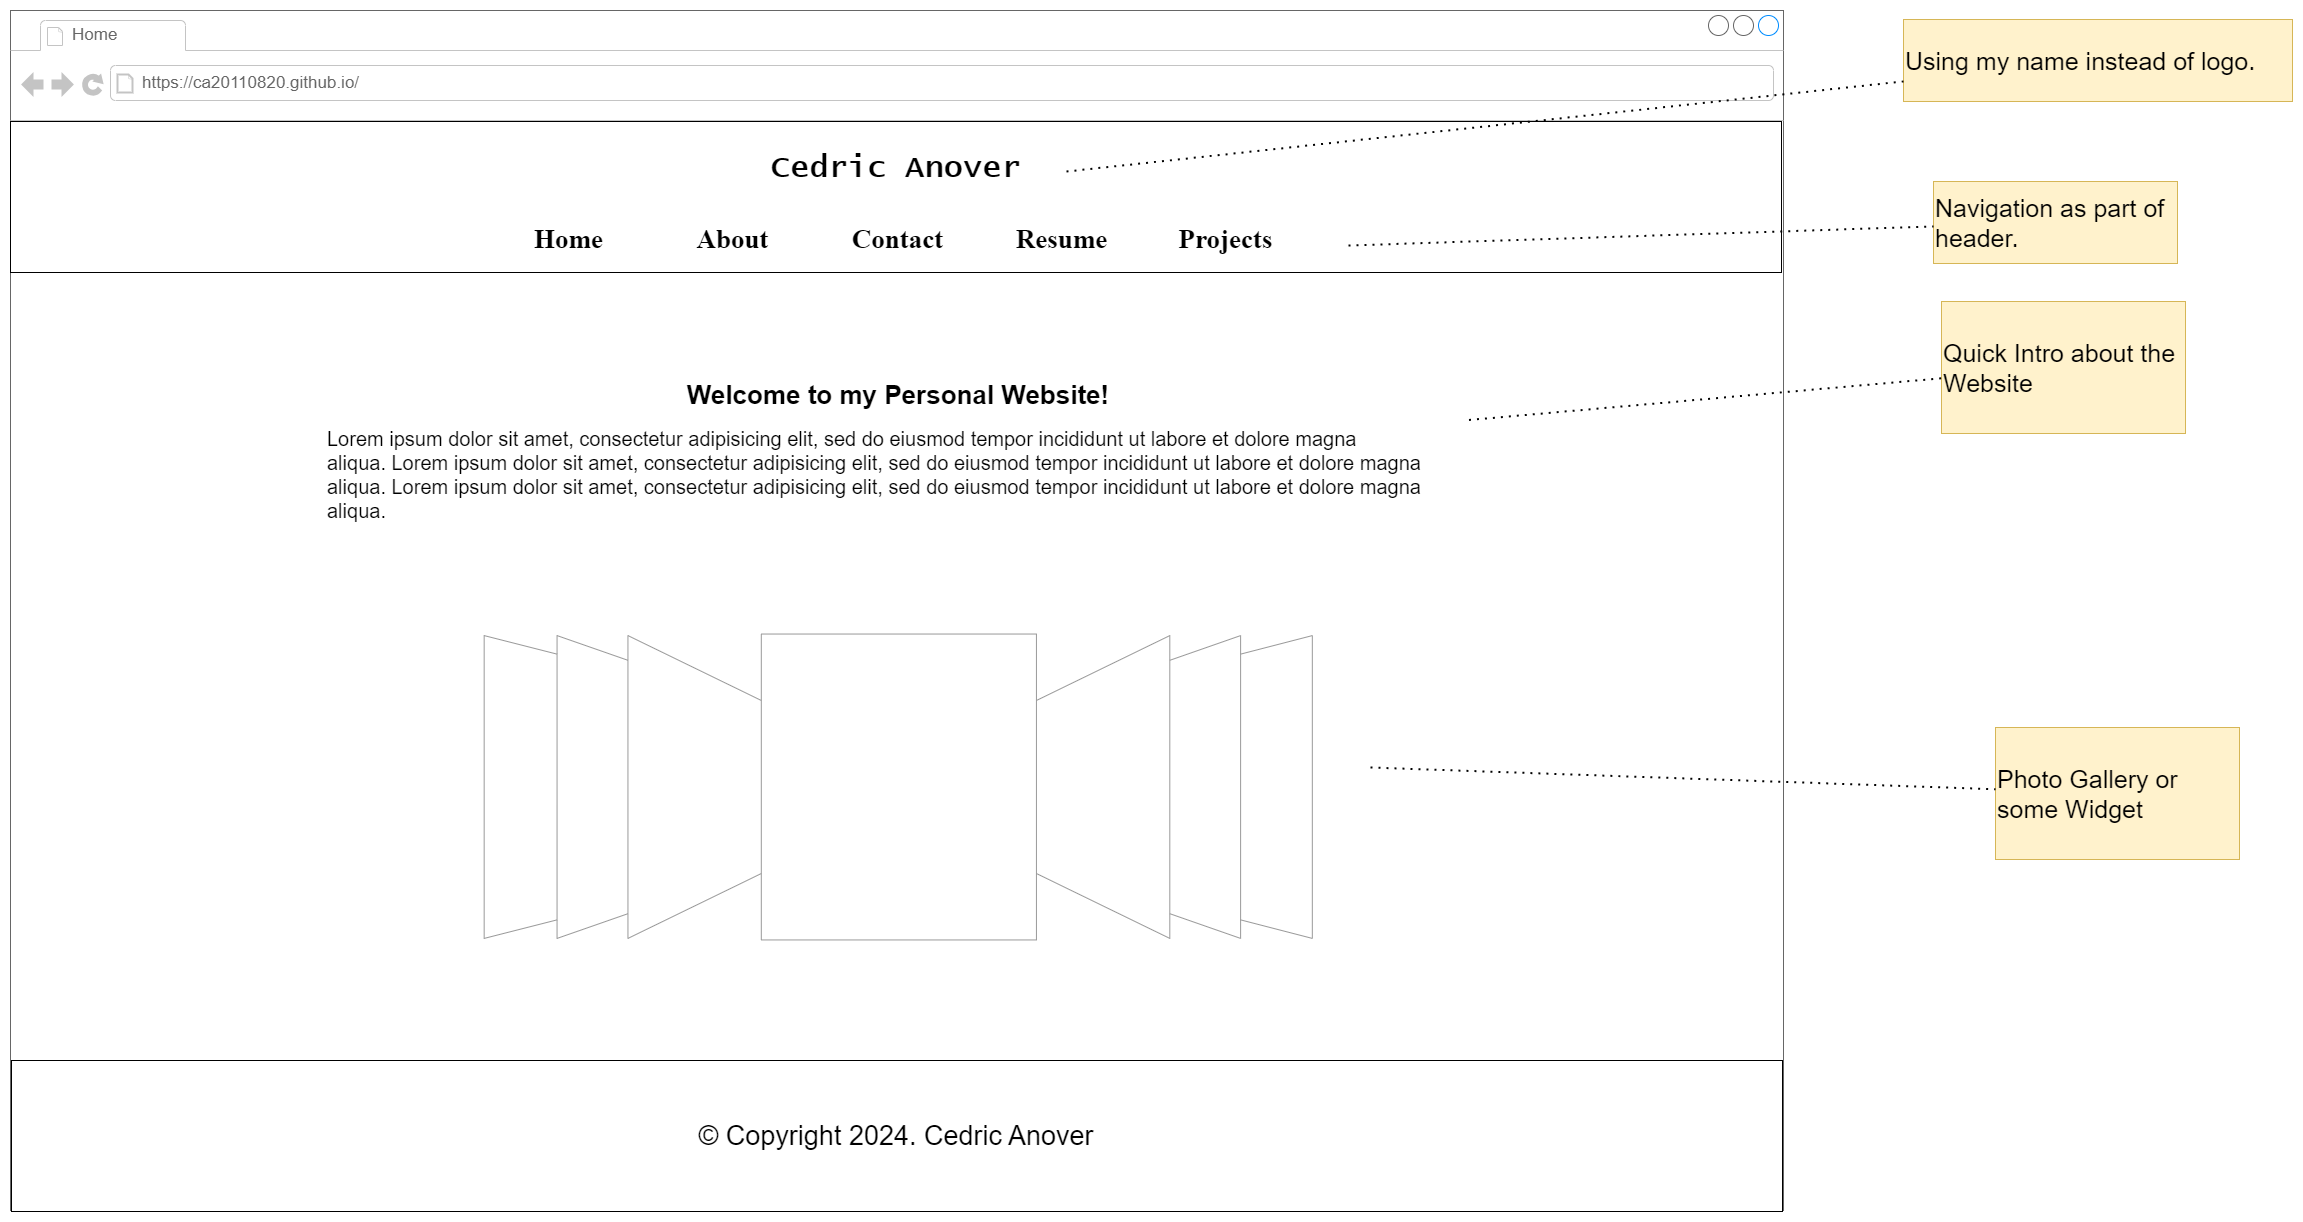 Home
https://ca20110820.github.io/
Using my name instead of logo.
Cedric Anover
Home About Contact Resume Projects
Navigation as part of
header.
Quick Intro about the
Website
Welcome to my Personal Website!
Lorem ipsum dolor sit amet, consectetur adipisicing elit, sed do eiusmod tempor incididunt ut labore et dolore magna
aliqua. Lorem ipsum dolor sit amet, consectetur adipisicing elit, sed do eiusmod tempor incididunt ut labore et dolore magna
aliqua. Lorem ipsum dolor sit amet, consectetur adipisicing elit, sed do eiusmod tempor incididunt ut labore et dolore magna
aliqua.
Photo Gallery or
some Widget
© Copyright 2024. Cedric Anover